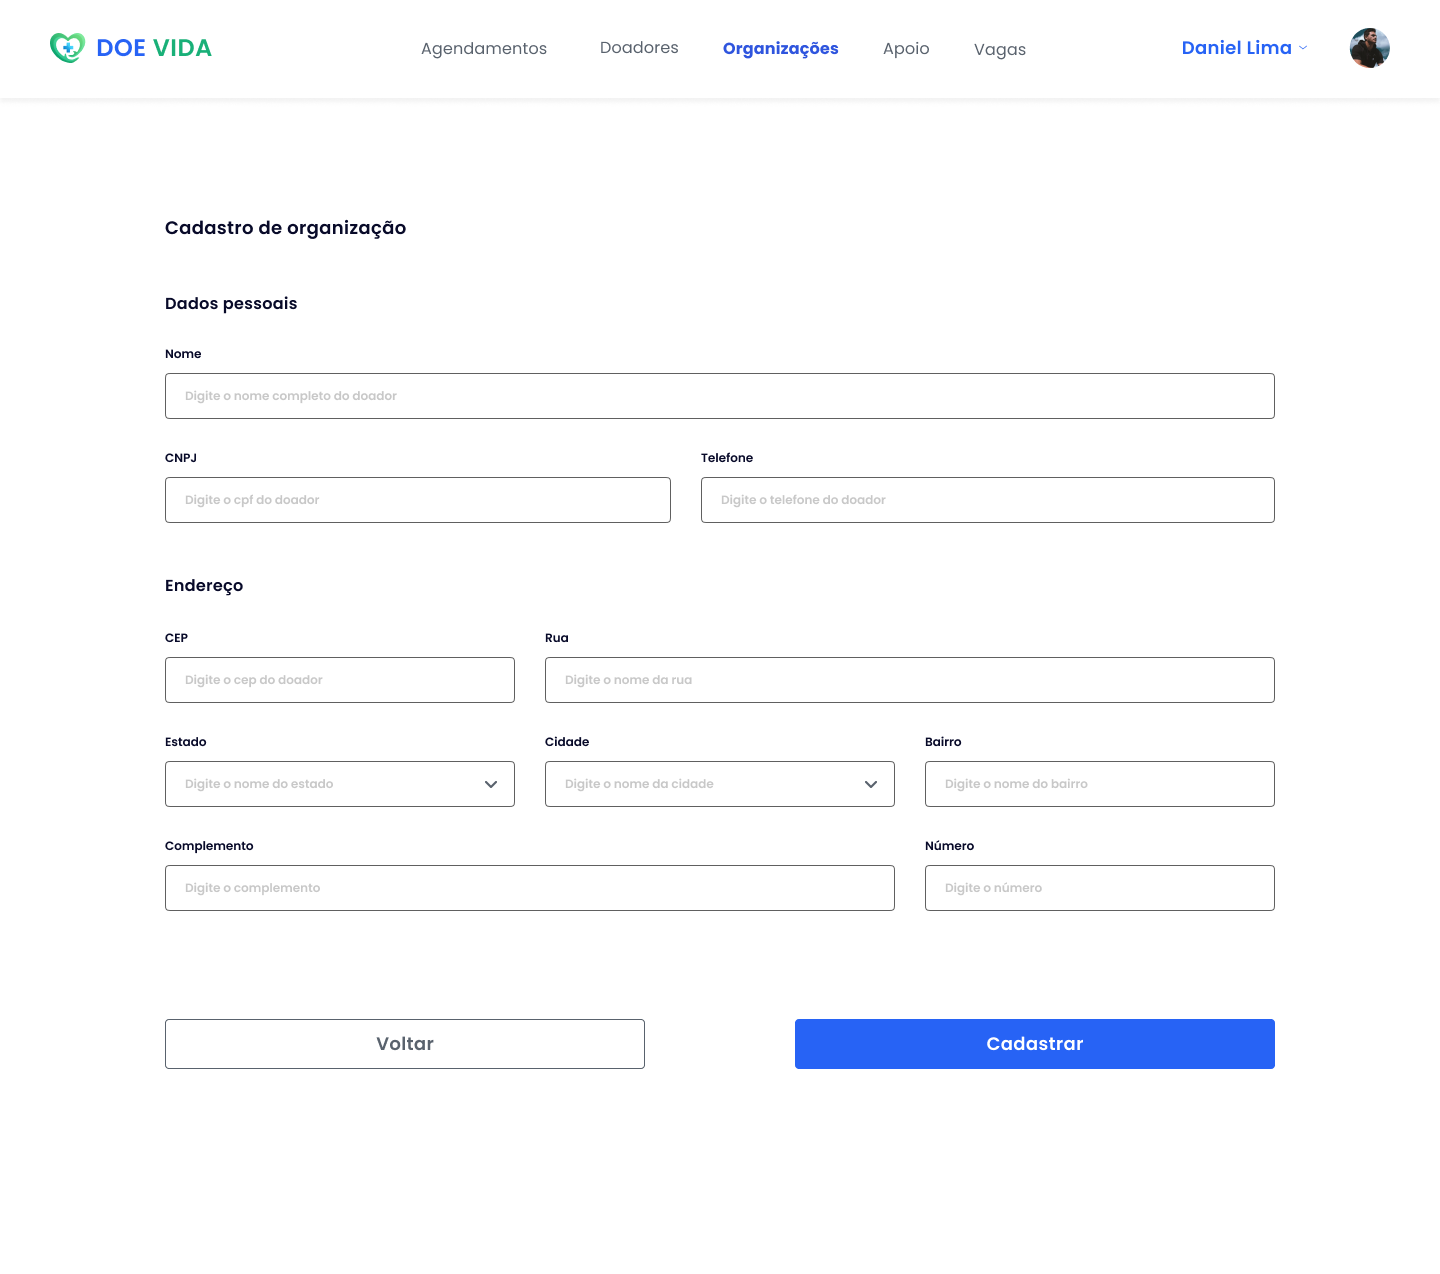 DOE VIDA
Agendamentos
Doadores
Organizações
Apoio
Vagas
Daniel Lima
Cadastro de organização
Dados pessoais
Nome
Digite o nome completo do doador
CNPJ
Telefone
Digite o cpf do doador
Digite o telefone do doador
Endereço
CEP
Rua
Digite o cep do doador
Digite o nome da rua
Estado
Cidade
Bairro
Digite o nome do estado
Digite o nome da cidade
Digite o nome do bairro
Complemento
Número
Digite o complemento
Digite o número
Voltar
Cadastrar